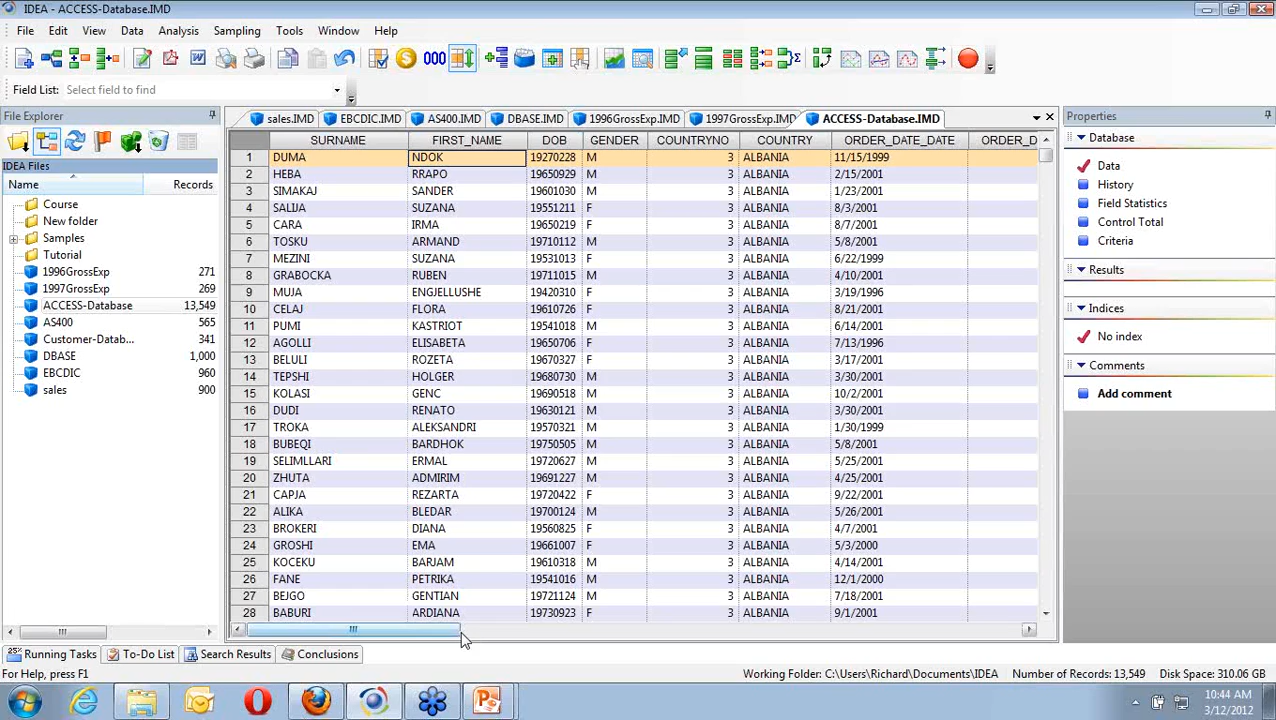 IDEA - ACCESS-Database.IMD
File Edit View Data Analysis Sampling Tools Window Help
Field List: Select field to find
File Explorer
IDEA Files
Name Records
Course
New folder
Samples
Tutorial
1996GrossExp 271
1997GrossExp 269
ACCESS-Database 13,549
AS400 565
Customer-Datab... 341
DBASE 1,000
EBCDIC 960
sales 900
sales.IMD EBCDIC.IMD AS400.IMD DBASE.IMD 1996GrossExp.IMD 1997GrossExp.IMD ACCESS-Database.IMD
SURNAME FIRST_NAME DOB GENDER COUNTRYNO COUNTRY ORDER_DATE_DATE ORDER_D
1 DUMA NDOK 19270228 M 3 ALBANIA 11/15/1999
2 HEBA RRAPO 19650929 M 3 ALBANIA 2/15/2001
3 SIMAKAJ SANDER 19601030 M 3 ALBANIA 1/23/2001
4 SALIJA SUZANA 19551211 F 3 ALBANIA 8/3/2001
5 CARA IRMA 19650219 F 3 ALBANIA 8/7/2001
6 TOSKU ARMAND 19710112 M 3 ALBANIA 5/8/2001
7 MEZINI SUZANA 19531013 F 3 ALBANIA 6/22/1999
8 GRABOCKA RUBEN 19711015 M 3 ALBANIA 4/10/2001
9 MUJA ENGJELLUSHE 19420310 F 3 ALBANIA 3/19/1996
10 CELAJ FLORA 19610726 F 3 ALBANIA 8/21/2001
11 PUMI KASTRIOT 19541018 M 3 ALBANIA 6/14/2001
12 AGOLLI ELISABETA 19650706 F 3 ALBANIA 7/13/1996
13 BELULI ROZETA 19670327 F 3 ALBANIA 3/17/2001
14 TEPSHI HOLGER 19680730 M 3 ALBANIA 3/30/2001
15 KOLASI GENC 19690518 M 3 ALBANIA 10/2/2001
16 DUDI RENATO 19630121 M 3 ALBANIA 3/30/2001
17 TROKA ALEKSANDRI 19570321 M 3 ALBANIA 1/30/1999
18 BUBEQI BARDHOK 19750505 M 3 ALBANIA 5/8/2001
19 SELIMLLARI ERMAL 19720627 M 3 ALBANIA 5/25/2001
20 ZHUTA ADMIRIM 19691227 M 3 ALBANIA 4/25/2001
21 CAPJA REZARTA 19720422 F 3 ALBANIA 9/22/2001
22 ALIKA BLEDAR 19700124 M 3 ALBANIA 5/26/2001
23 BROKERI DIANA 19560825 F 3 ALBANIA 4/7/2001
24 GROSHI EMA 19661007 F 3 ALBANIA 5/3/2000
25 KOCEKU BARJAM 19610318 M 3 ALBANIA 4/14/2001
26 FANE PETRIKA 19541016 M 3 ALBANIA 12/1/2000
27 BEJGO GENTIAN 19721124 M 3 ALBANIA 7/18/2001
28 BABURI ARDIANA 19730923 F 3 ALBANIA 9/1/2001
Properties
Database
Data
History
Field Statistics
Control Total
Criteria
Results
Indices
No index
Comments
Add comment
Running Tasks To-Do List Search Results Conclusions
For Help, press F1 Working Folder: C:\Users\Richard\Documents\IDEA Number of Records: 13,549 Disk Space: 310.06 GB
10:44 AM
3/12/2012